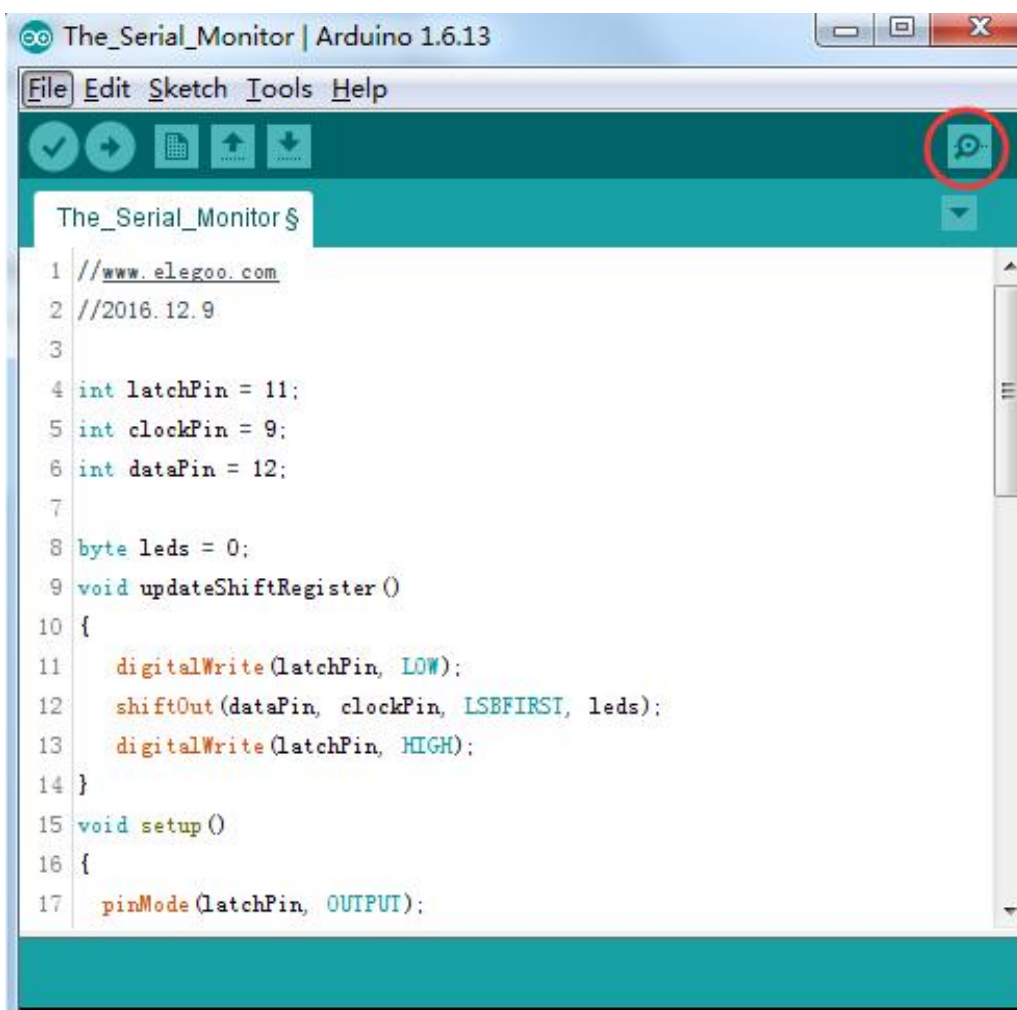 The_Serial_Monitor | Arduino 1.6.13
File Edit Sketch Tools Help
The_Serial_Monitor §
1 //www.elegoo.com
2 //2016.12.9
3
4 int latchPin = 11;
5 int clockPin = 9;
6 int dataPin = 12;
7
8 byte leds = 0;
9 void updateShiftRegister()
10 {
11 digitalWrite(latchPin, LOW);
12 shiftOut(dataPin, clockPin, LSBFIRST, leds);
13 digitalWrite(latchPin, HIGH);
14 }
15 void setup()
16 {
17 pinMode(latchPin, OUTPUT);